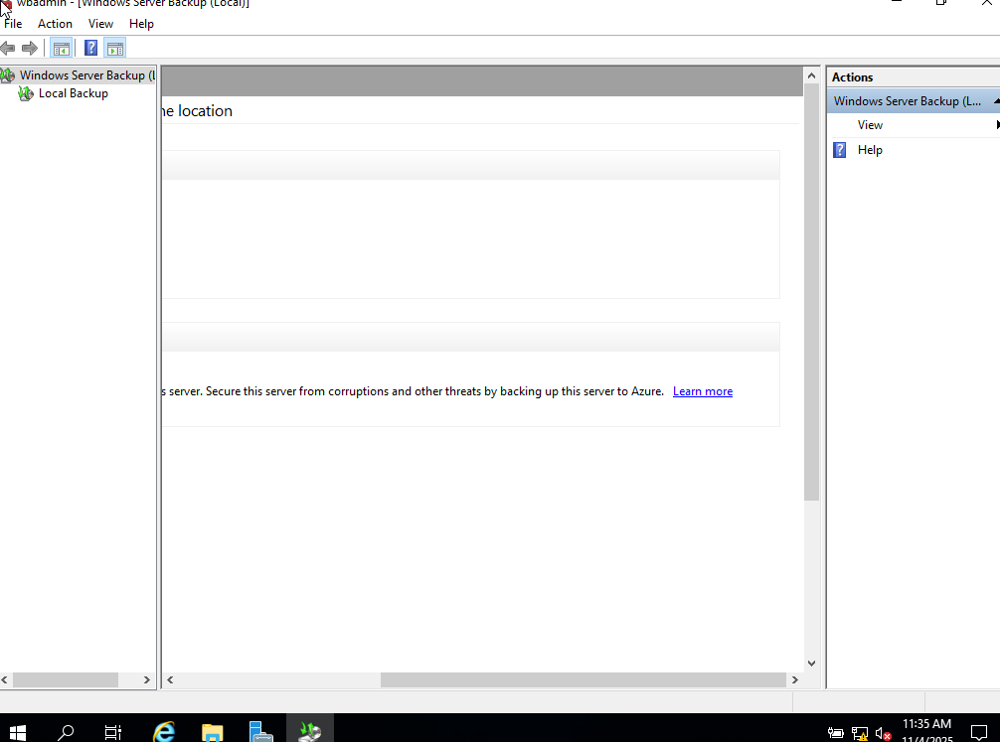 wbadmin - [Windows Server Backup (Local)]
File Action View Help
Windows Server Backup (L
Local Backup
he location
s server. Secure this server from corruptions and other threats by backing up this server to Azure. Learn more
Actions
Windows Server Backup (L...
View
Help
11:35 AM
11/4/2025